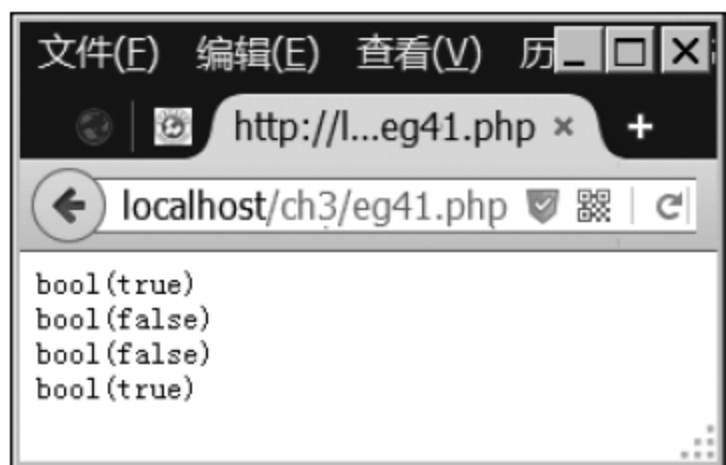 文件(F) 编辑(E) 查看(V) 历
http://l...eg41.php × +
localhost/ch3/eg41.php
bool(true)
bool(false)
bool(false)
bool(true)